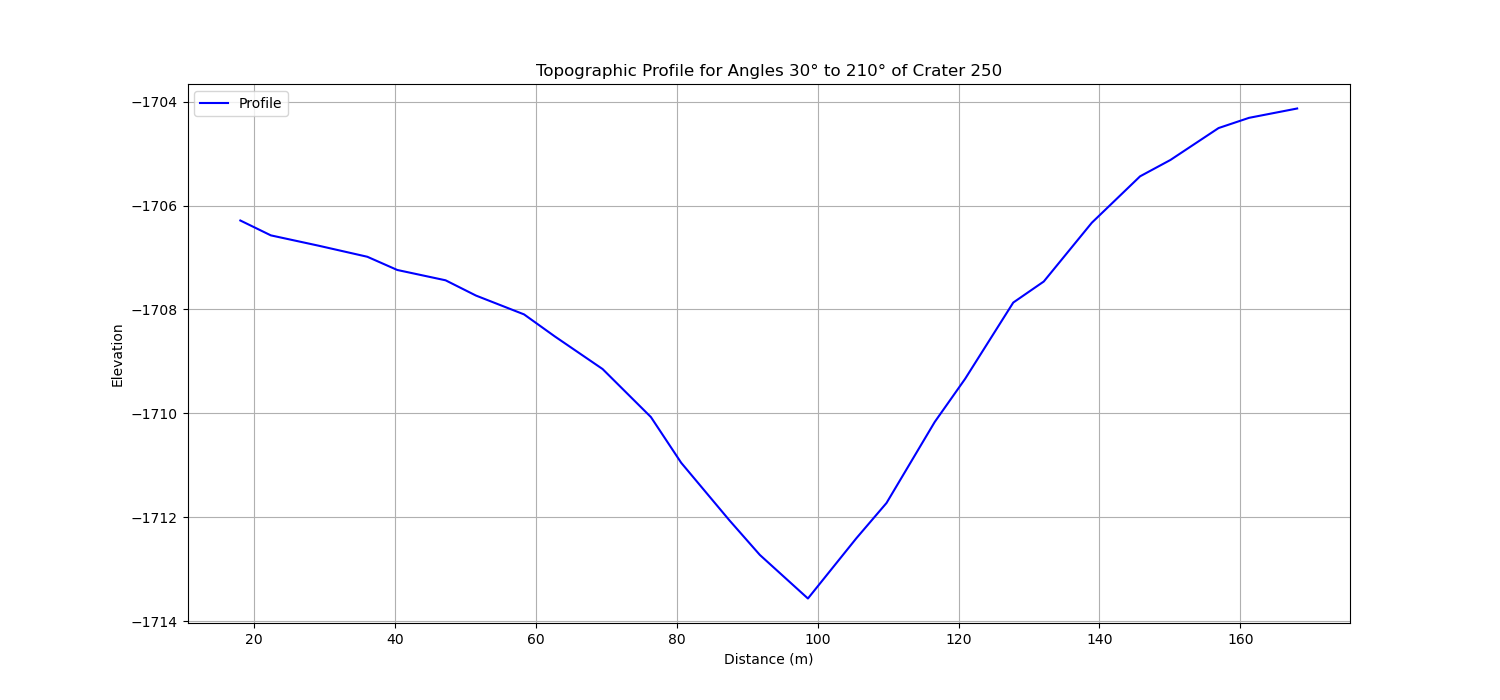 Topographic Profile for Angles 30° to 210° of Crater 250
Profile
−1704
−1706
−1708
−1710
−1712
−1714
Elevation
20 40 60 80 100 120 140 160
Distance (m)